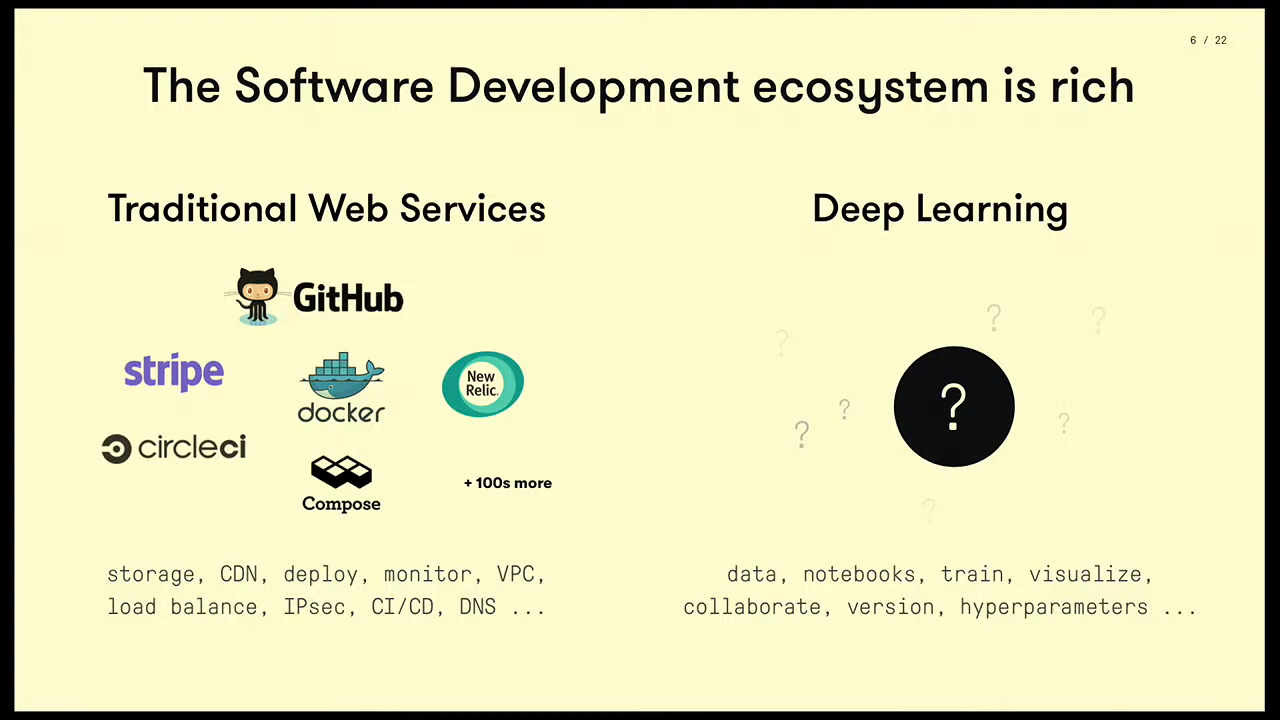 6 / 22
The Software Development ecosystem is rich
Traditional Web Services
GitHub
stripe
docker
New
Relic.
circleci
Compose
+ 100s more
storage, CDN, deploy, monitor, VPC,
load balance, IPsec, CI/CD, DNS ...
Deep Learning
?
?
?
?
?
?
?
?
data, notebooks, train, visualize,
collaborate, version, hyperparameters ...